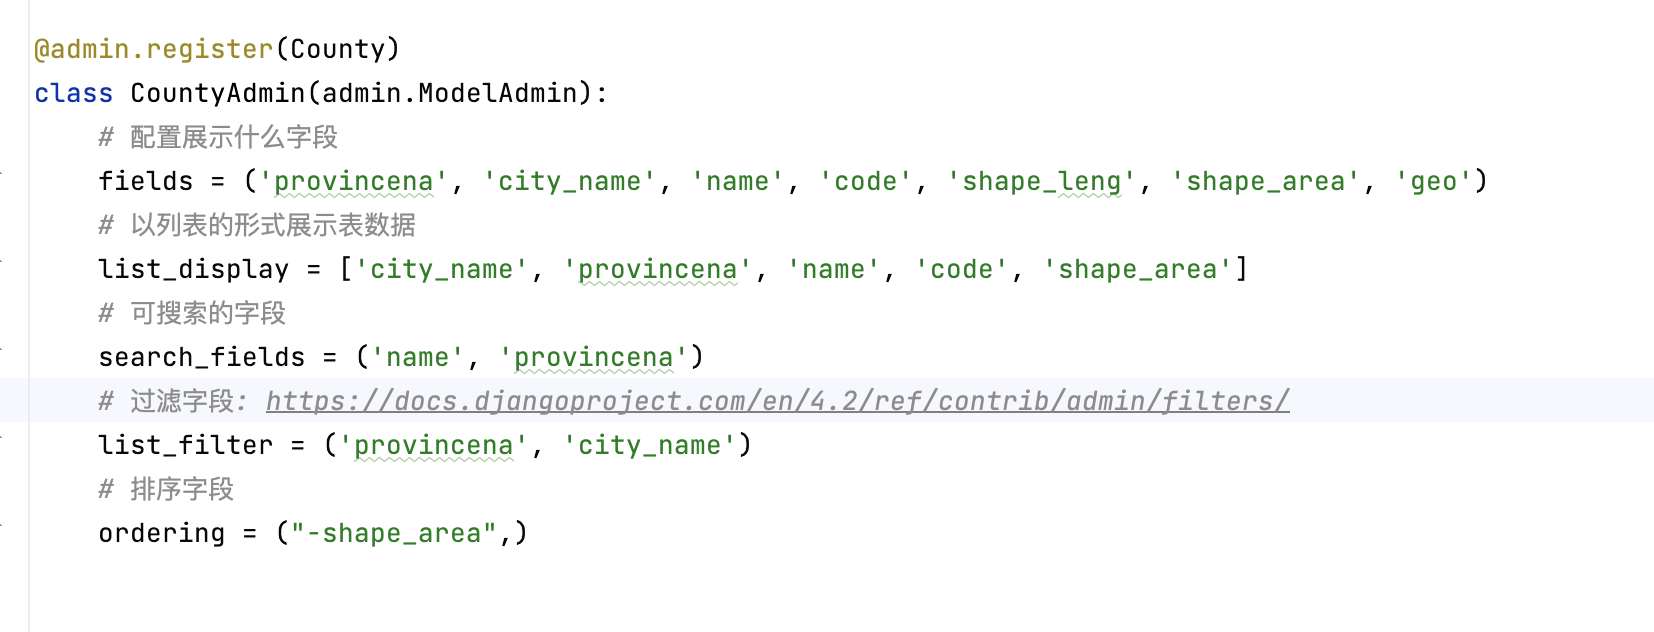 @admin.register(County)
class CountyAdmin(admin.ModelAdmin):
    # 配置展示什么字段
    fields = ('provincena', 'city_name', 'name', 'code', 'shape_leng', 'shape_area', 'geo')
    # 以列表的形式展示表数据
    list_display = ['city_name', 'provincena', 'name', 'code', 'shape_area']
    # 可搜索的字段
    search_fields = ('name', 'provincena')
    # 过滤字段: https://docs.djangoproject.com/en/4.2/ref/contrib/admin/filters/
    list_filter = ('provincena', 'city_name')
    # 排序字段
    ordering = ("-shape_area",)